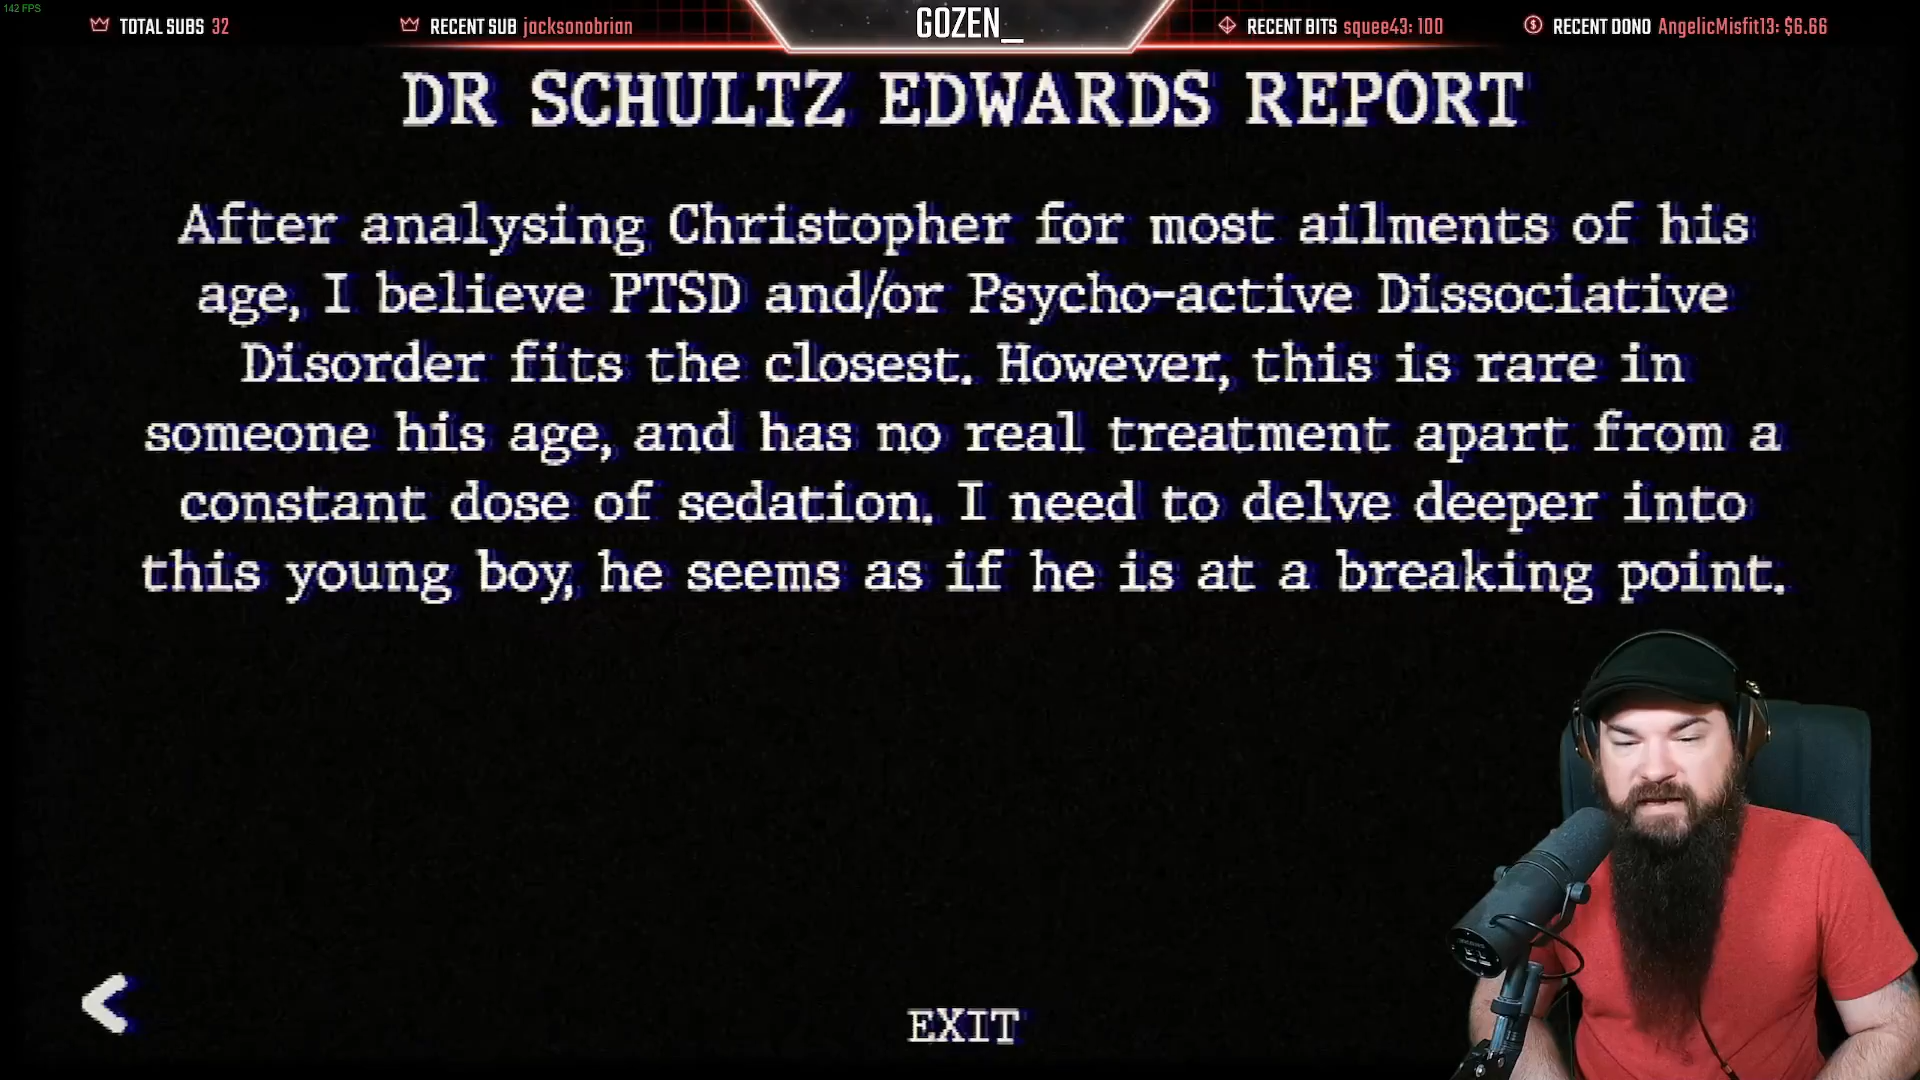 142 FPS
TOTAL SUBS 32
RECENT SUB jacksonobrian
GOZEN_
RECENT BITS squee43: 100
RECENT DONO AngelicMisfit13: $6.66
DR SCHULTZ EDWARDS REPORT
After analysing Christopher for most ailments of his
age, I believe PTSD and/or Psycho-active Dissociative
Disorder fits the closest. However, this is rare in
someone his age, and has no real treatment apart from a
constant dose of sedation. I need to delve deeper into
this young boy, he seems as if he is at a breaking point.
<
EXIT